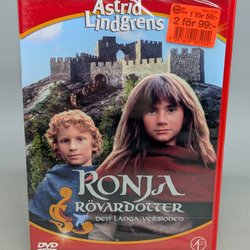 Astrid
Lindgrens
1 för 59:-
2 för 99:-
RONJA
RÖVARDOTTER
DEN LÅNGA VERSIONEN
DVD